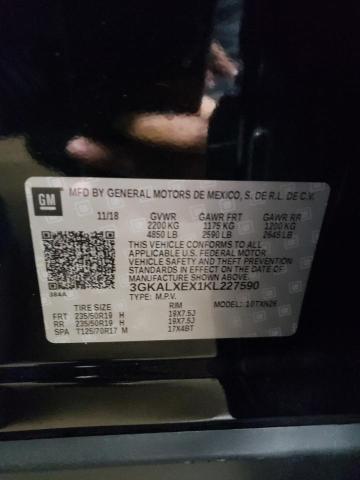 GM
MFD BY GENERAL MOTORS DE MEXICO, S. DE R.L. DE C.V.
11/18 GVWR GAWR FRT GAWR RR
2200 KG 1175 KG 1200 KG
4850 LB 2590 LB 2645 LB
THIS VEHICLE CONFORMS TO ALL APPLICABLE U.S. FEDERAL MOTOR VEHICLE SAFETY, BUMPER, AND THEFT PREVENTION STANDARDS IN EFFECT ON THE DATE OF MANUFACTURE SHOWN ABOVE.
3GKALXEX1KL227590
384A TYPE: M.P.V. MODEL: 1PTXN26
TIRE SIZE RIM
FRT 235/50R19 H 19X7.5J
RR 235/50R19 H 19X7.5J
SPA T125/70R17 M 17X4BT